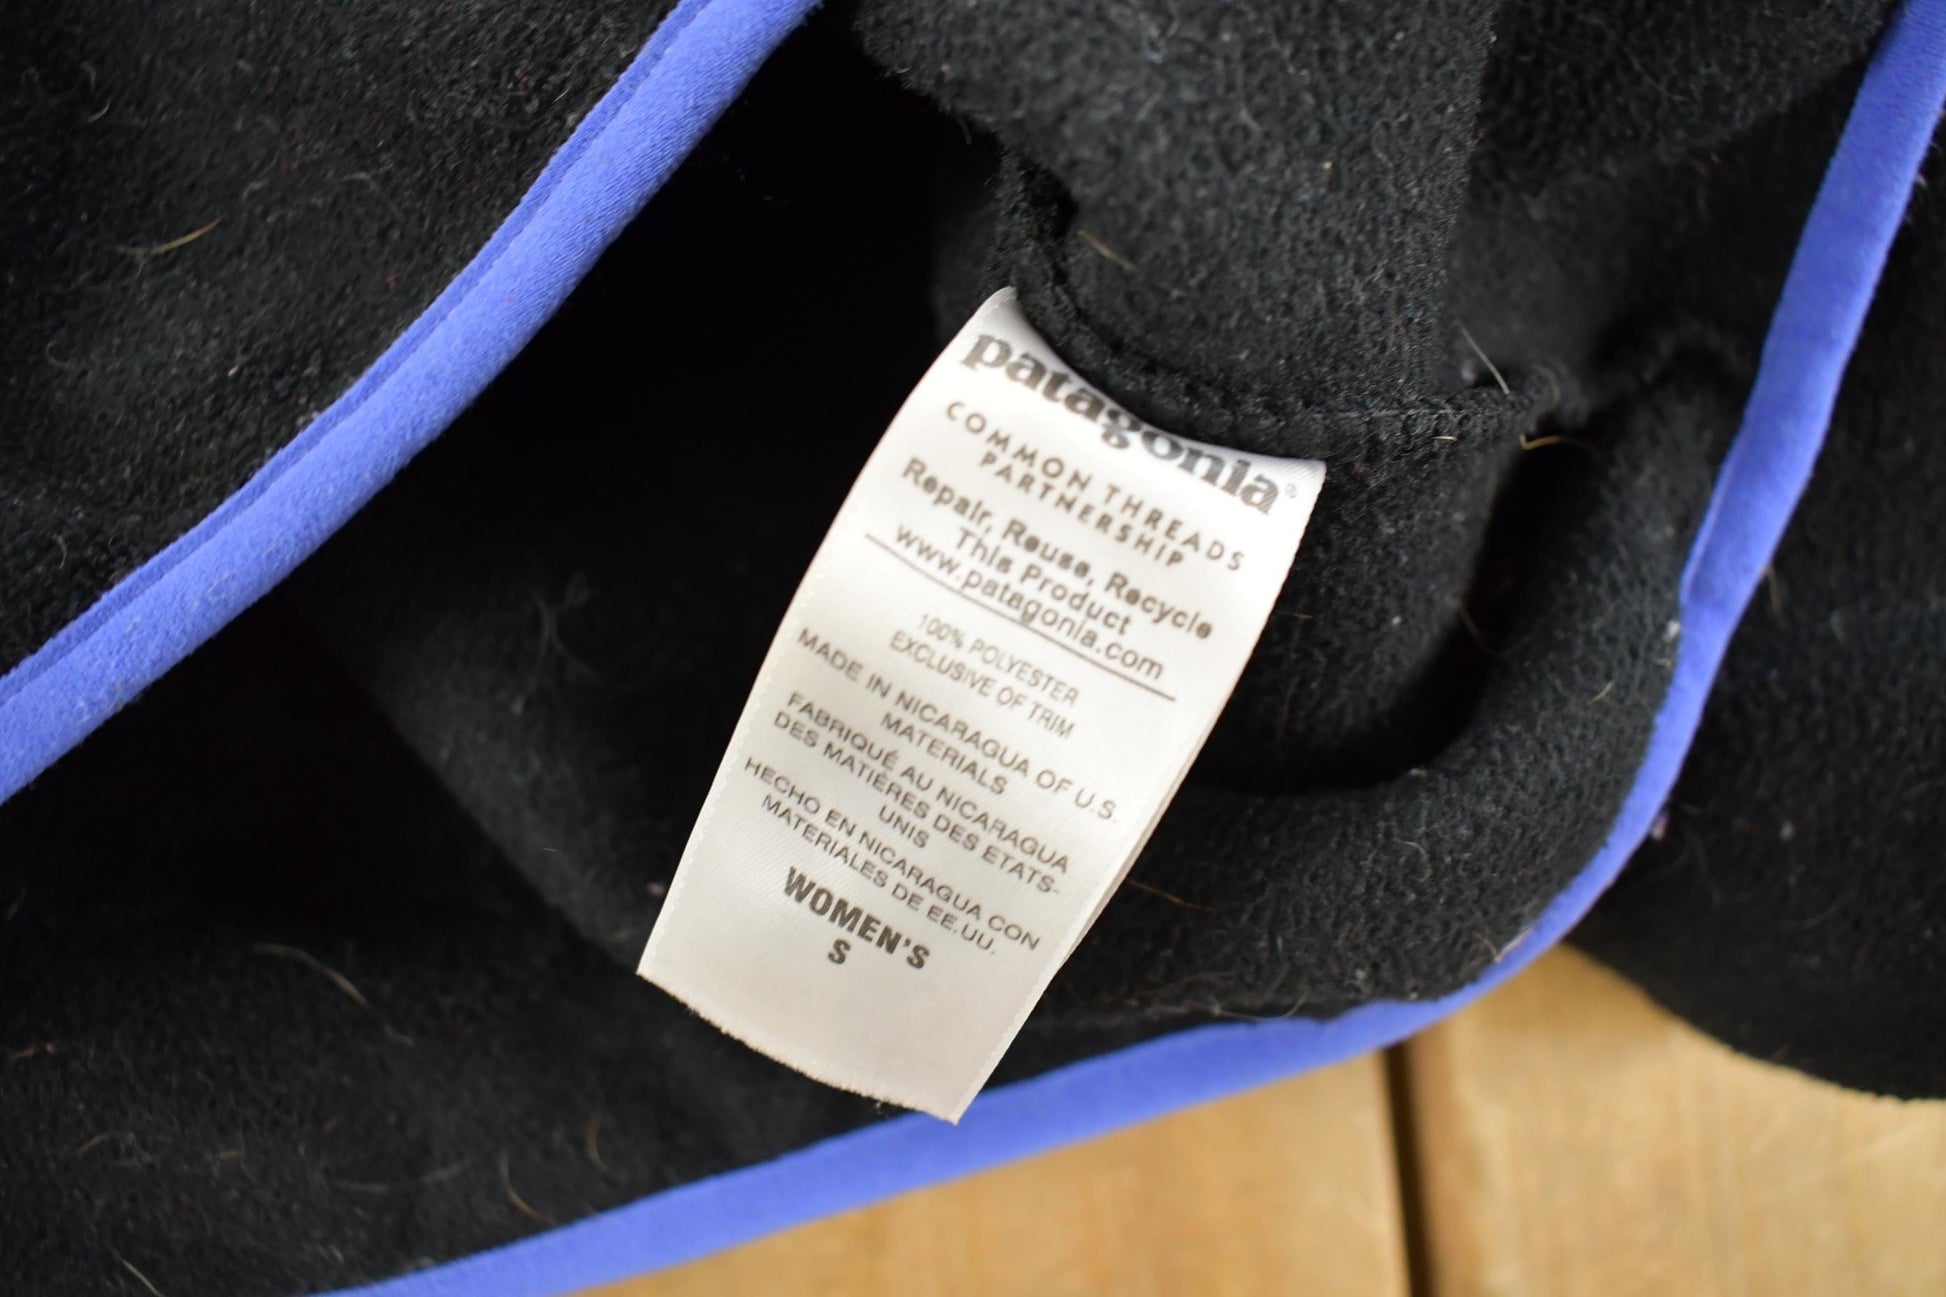 patagonia®
COMMON THREADS
PARTNERSHIP
Repair, Reuse, Recycle
This Product
www.patagonia.com
100% POLYESTER
EXCLUSIVE OF TRIM
MADE IN NICARAGUA OF U.S.
MATERIALS
FABRIQUÉ AU NICARAGUA
DES MATIÈRES DES ETATS-
UNIS
HECHO EN NICARAGUA CON
MATERIALES DE EE.UU.
WOMEN'S
S